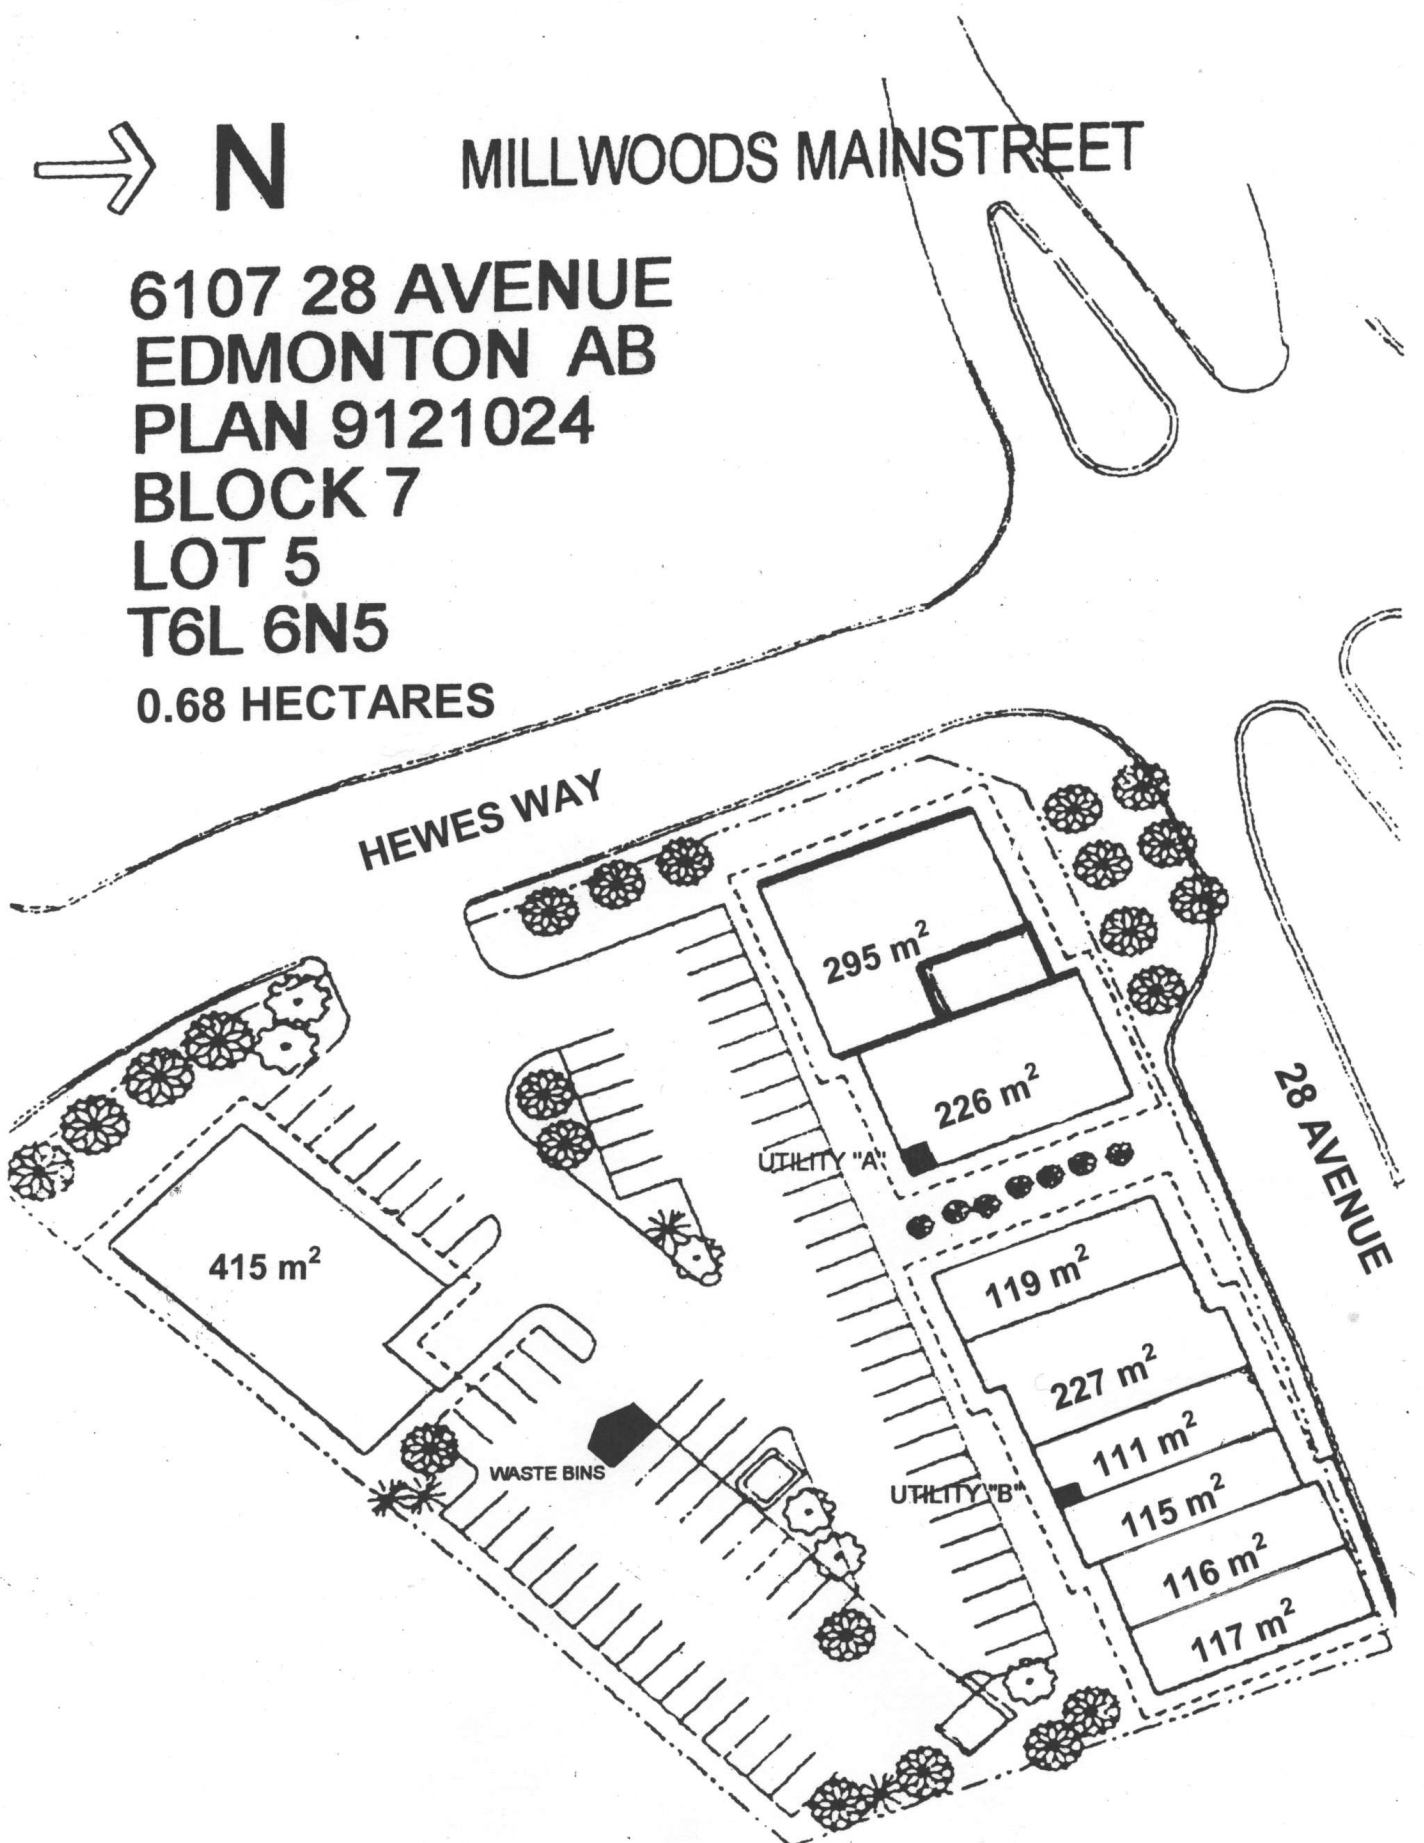 N
MILLWOODS MAINSTREET
6107 28 AVENUE
EDMONTON AB
PLAN 9121024
BLOCK 7
LOT 5
T6L 6N5
0.68 HECTARES
HEWES WAY
295 m²
226 m²
UTILITY "A"
28 AVENUE
415 m²
119 m²
227 m²
111 m²
WASTE BINS
UTILITY "B"
115 m²
116 m²
117 m²